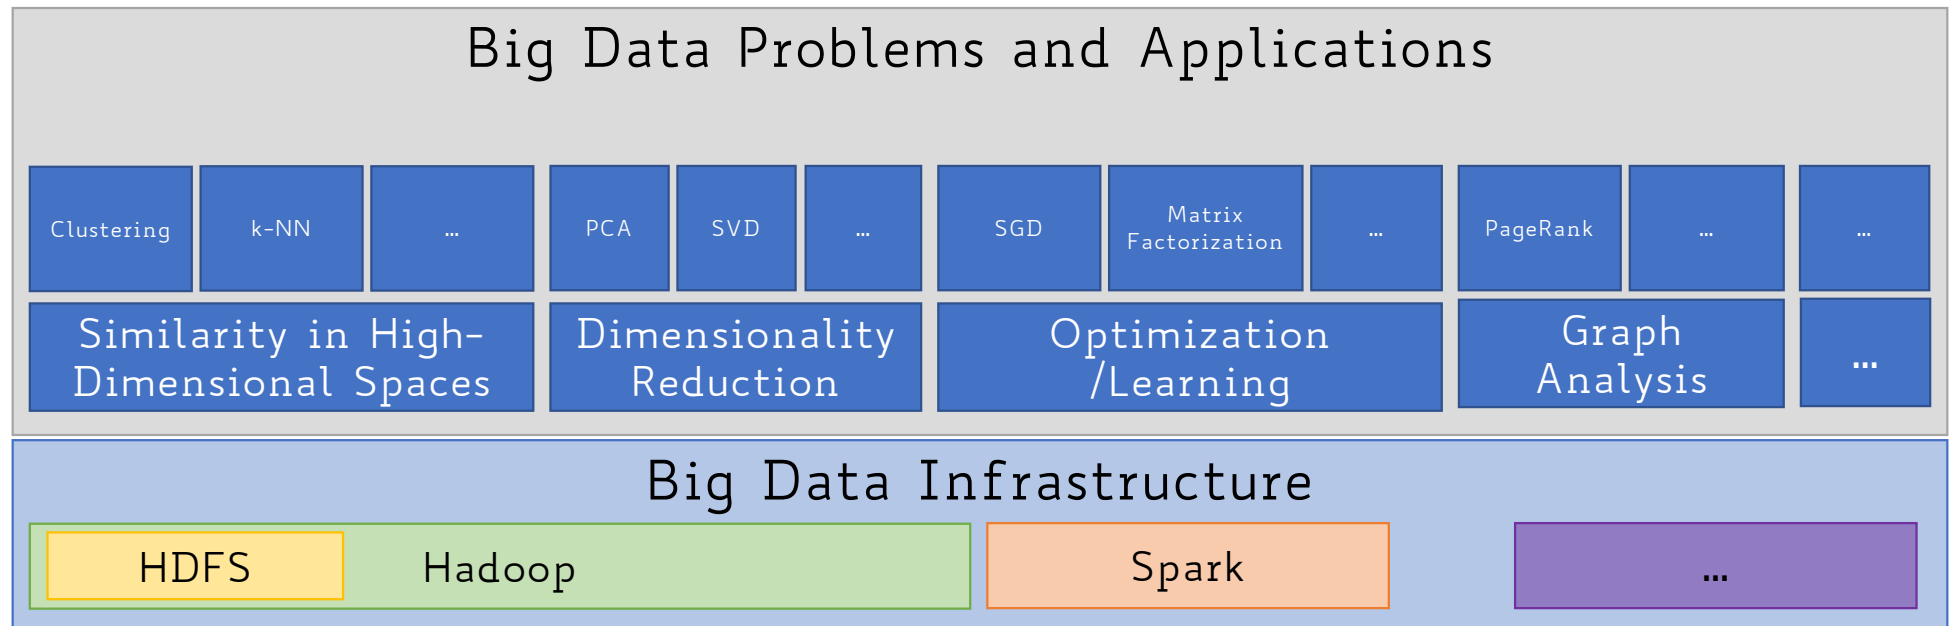 Big Data Problems and Applications
Clustering
k-NN
...
PCA
SVD
...
SGD
Matrix
Factorization
...
PageRank
...
...
Similarity in High-
Dimensional Spaces
Dimensionality
Reduction
Optimization
/Learning
Graph
Analysis
...
Big Data Infrastructure
HDFS
Hadoop
Spark
...